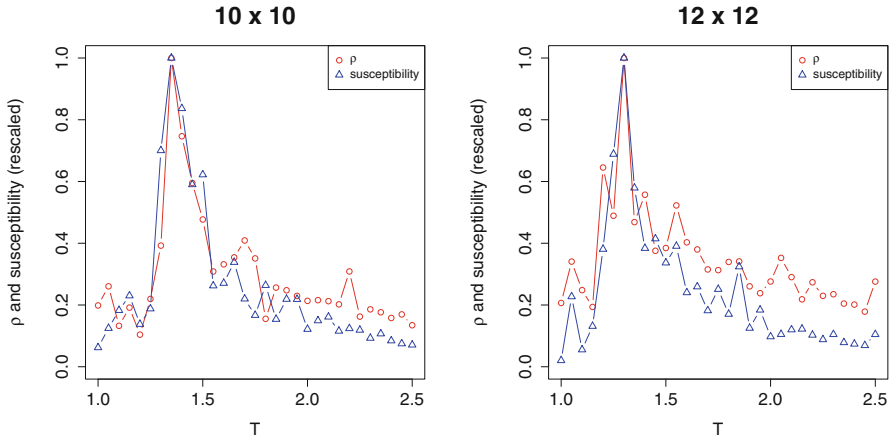 10 x 10
ρ and susceptibility (rescaled)
1.0
0.8
0.6
0.4
0.2
0.0
ρ
susceptibility
1.0 1.5 2.0 2.5
T
12 x 12
ρ and susceptibility (rescaled)
1.0
0.8
0.6
0.4
0.2
0.0
ρ
susceptibility
1.0 1.5 2.0 2.5
T